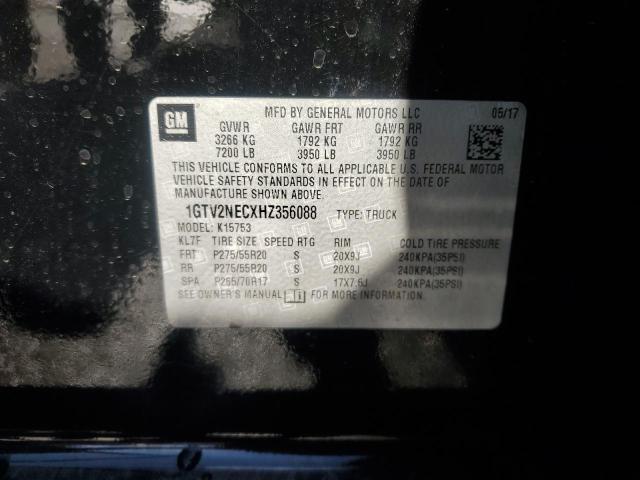 GM
MFD BY GENERAL MOTORS LLC 05/17
GVWR GAWR FRT GAWR RR
3266 KG 1792 KG 1792 KG
7200 LB 3950 LB 3950 LB
THIS VEHICLE CONFORMS TO ALL APPLICABLE U.S. FEDERAL MOTOR
VEHICLE SAFETY STANDARDS IN EFFECT ON THE DATE OF
MANUFACTURE SHOWN ABOVE.
1GTV2NECXHZ356088 TYPE: TRUCK
MODEL: K15753
KL7F TIRE SIZE SPEED RTG RIM COLD TIRE PRESSURE
FRT P275/55R20 S 20X9J 240KPA(35PSI)
RR P275/55R20 S 20X9J 240KPA(35PSI)
SPA P265/70R17 S 17X7.5J 240KPA(35PSI)
SEE OWNER'S MANUAL i FOR MORE INFORMATION.